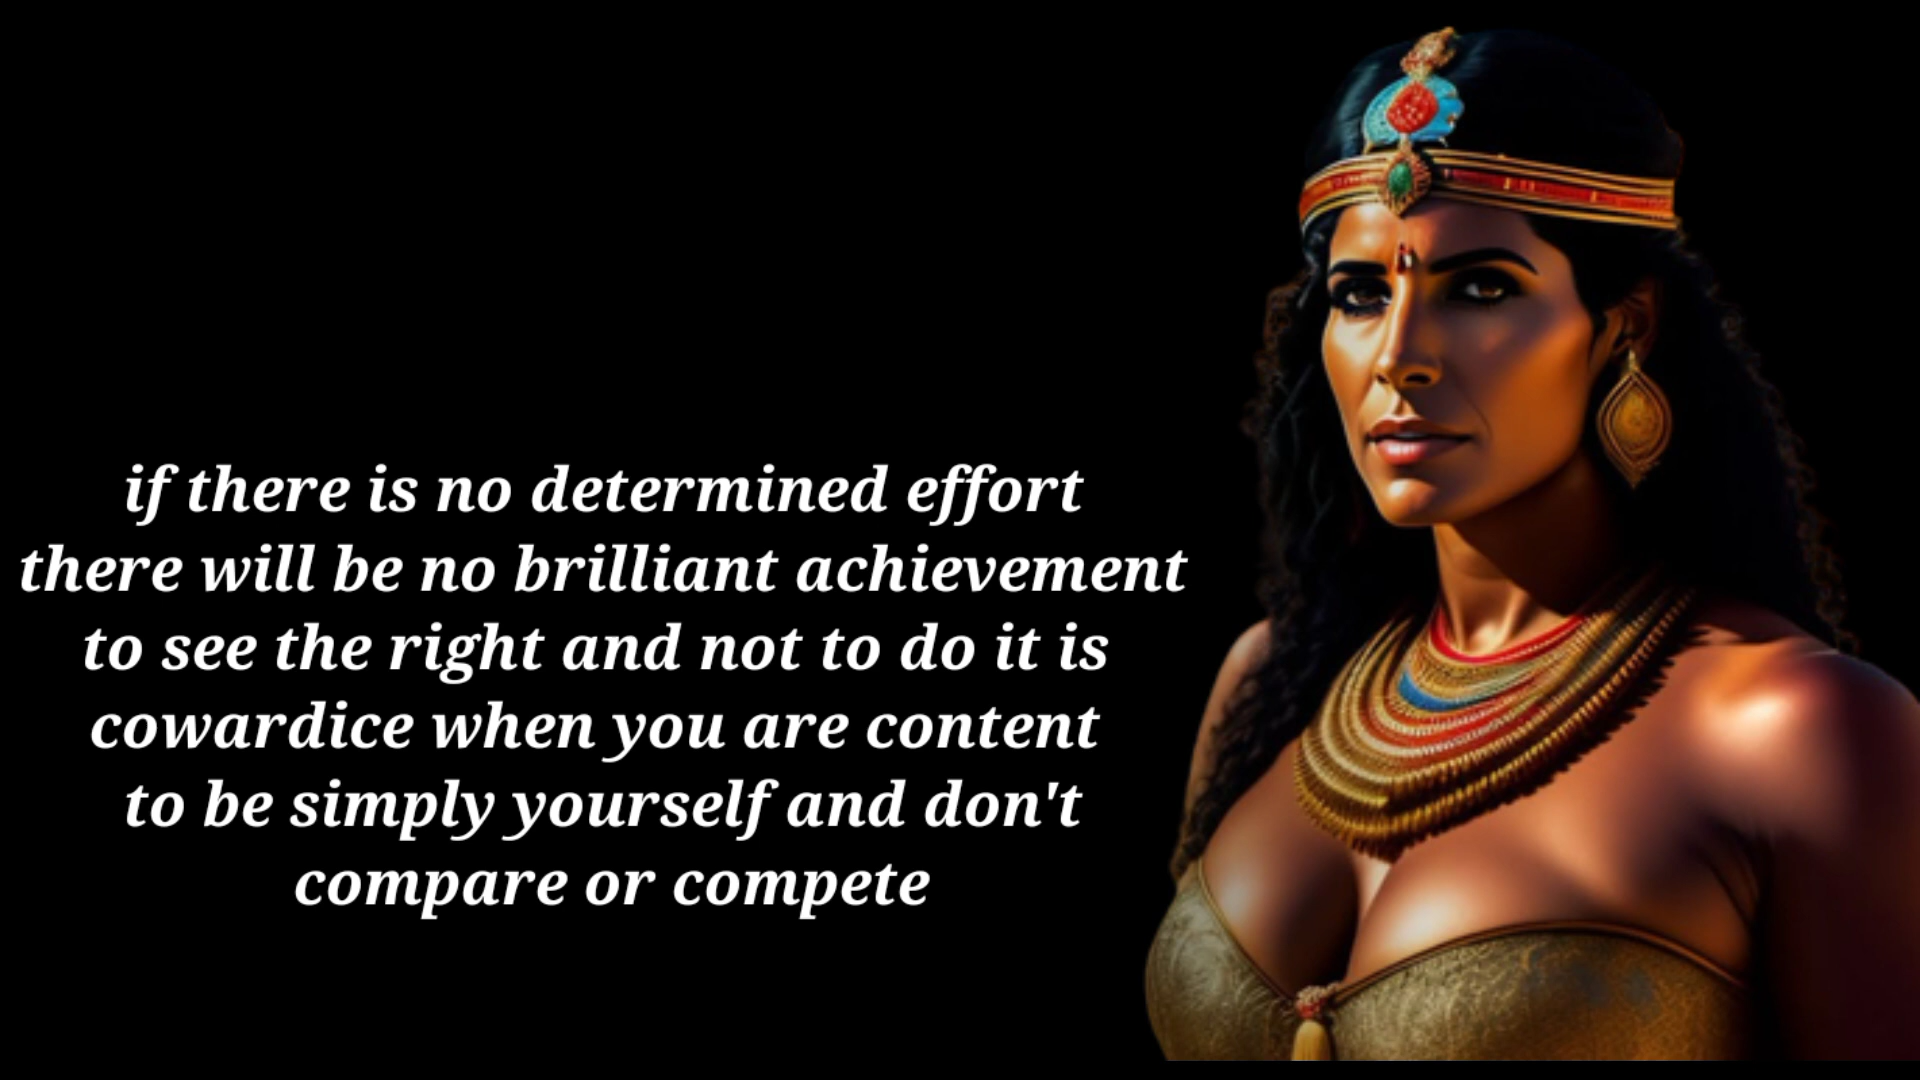 if there is no determined effort
there will be no brilliant achievement
to see the right and not to do it is
cowardice when you are content
to be simply yourself and don't
compare or compete